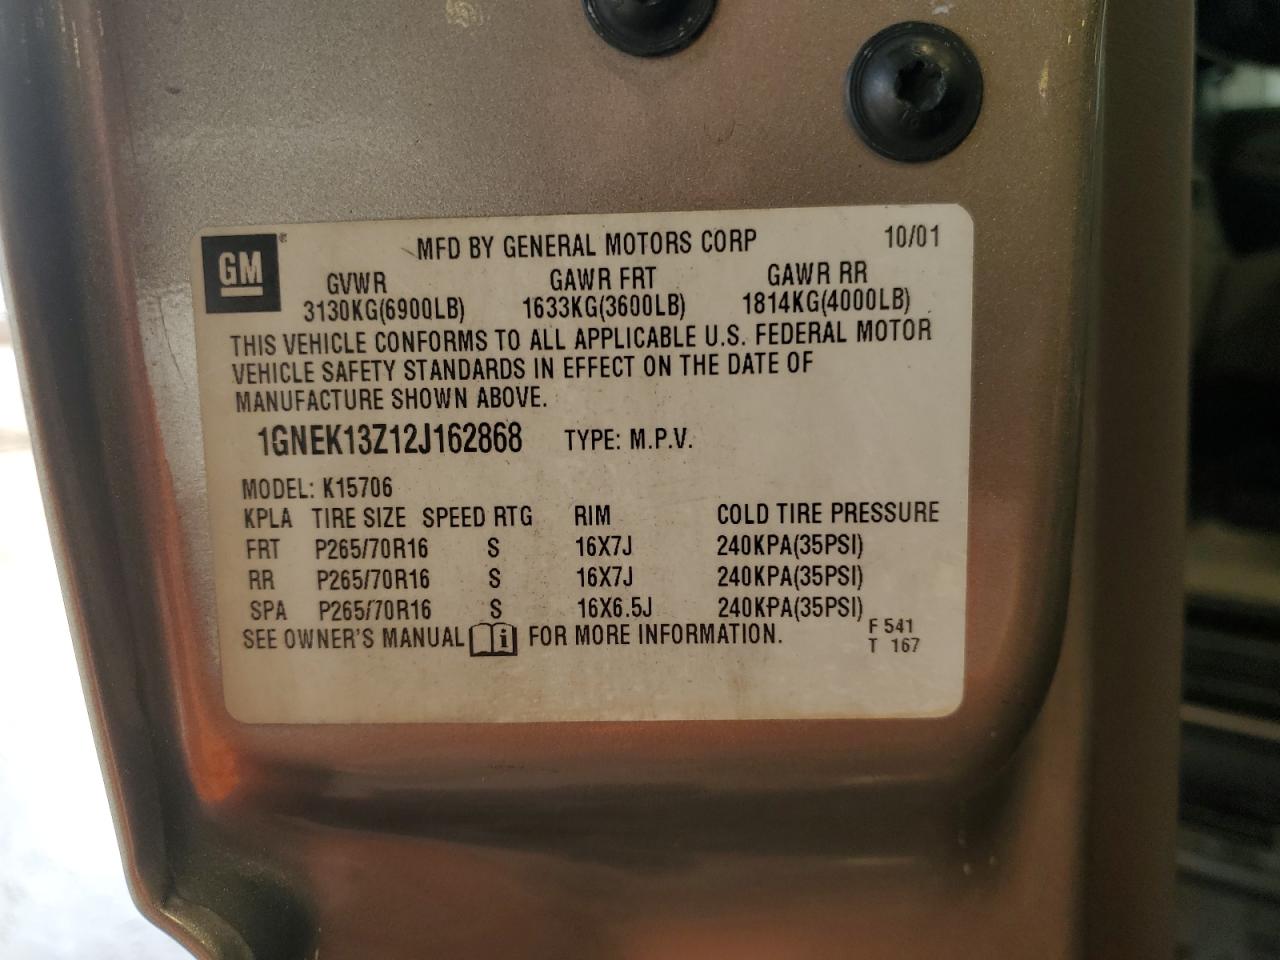 GM®
MFD BY GENERAL MOTORS CORP 10/01
GVWR GAWR FRT GAWR RR
3130KG(6900LB) 1633KG(3600LB) 1814KG(4000LB)
THIS VEHICLE CONFORMS TO ALL APPLICABLE U.S. FEDERAL MOTOR
VEHICLE SAFETY STANDARDS IN EFFECT ON THE DATE OF
MANUFACTURE SHOWN ABOVE.
1GNEK13Z12J162868 TYPE: M.P.V.
MODEL: K15706
KPLA TIRE SIZE SPEED RTG RIM COLD TIRE PRESSURE
FRT P265/70R16 S 16X7J 240KPA(35PSI)
RR P265/70R16 S 16X7J 240KPA(35PSI)
SPA P265/70R16 S 16X6.5J 240KPA(35PSI)
SEE OWNER'S MANUAL i FOR MORE INFORMATION.
F 541
T 167